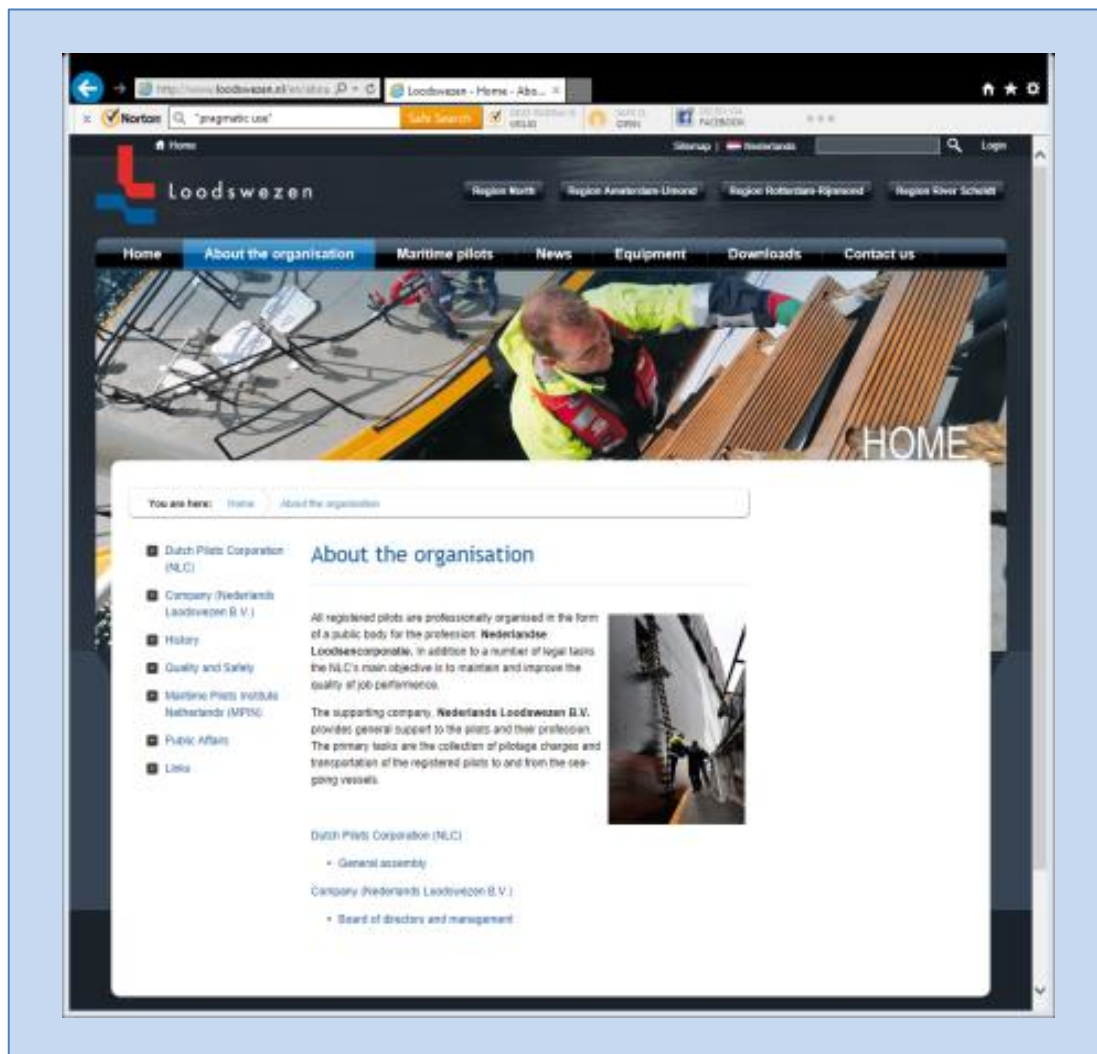 Loodswezen - Home - Abo...
Norton "pragmatic use" Safe Search
FACEBOOK
Home Sitemap | Nederlands Login
Loodswezen
Region North Region Amsterdam-IJmond Region Rotterdam-Rijnmond Region River Scheldt
Home About the organisation Maritime pilots News Equipment Downloads Contact us
HOME
You are here: Home About the organisation
Dutch Pilots Corporation
(NLC)
Company (Nederlands
Loodswezen B.V.)
History
Quality and Safety
Maritime Pilots Institute
Netherlands (MPIN)
Public Affairs
Links
About the organisation
All registered pilots are professionally organised in the form
of a public body for the profession: Nederlandse
Loodsencorporatie. In addition to a number of legal tasks
the NLC's main objective is to maintain and improve the
quality of job performance.
The supporting company, Nederlands Loodswezen B.V.
provides general support to the pilots and their profession.
The primary tasks are the collection of pilotage charges and
transportation of the registered pilots to and from the sea-
going vessels.
Dutch Pilots Corporation (NLC)
• General assembly
Company (Nederlands Loodswezen B.V.)
• Board of directors and management